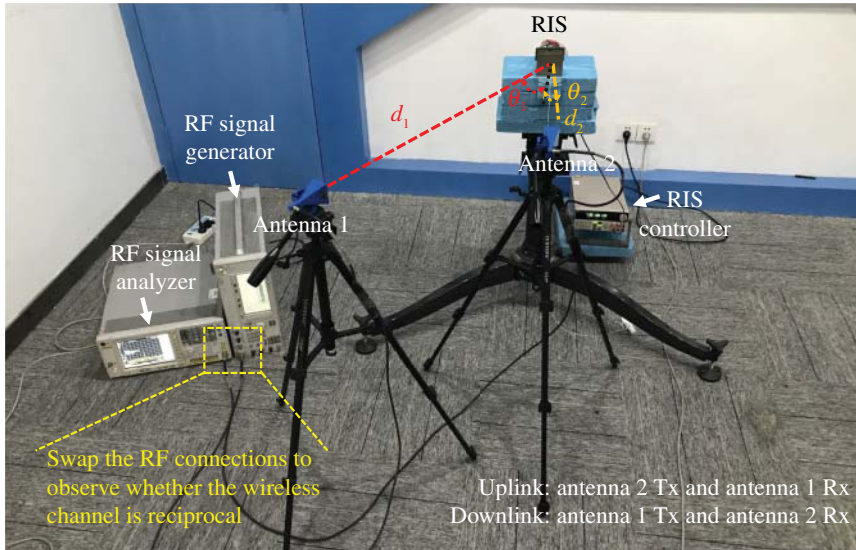 RIS
θ1
θ2
d1
d2
RF signal
generator
Antenna 2
Antenna 1
RIS
controller
RF signal
analyzer
Swap the RF connections to
observe whether the wireless
channel is reciprocal
Uplink: antenna 2 Tx and antenna 1 Rx
Downlink: antenna 1 Tx and antenna 2 Rx